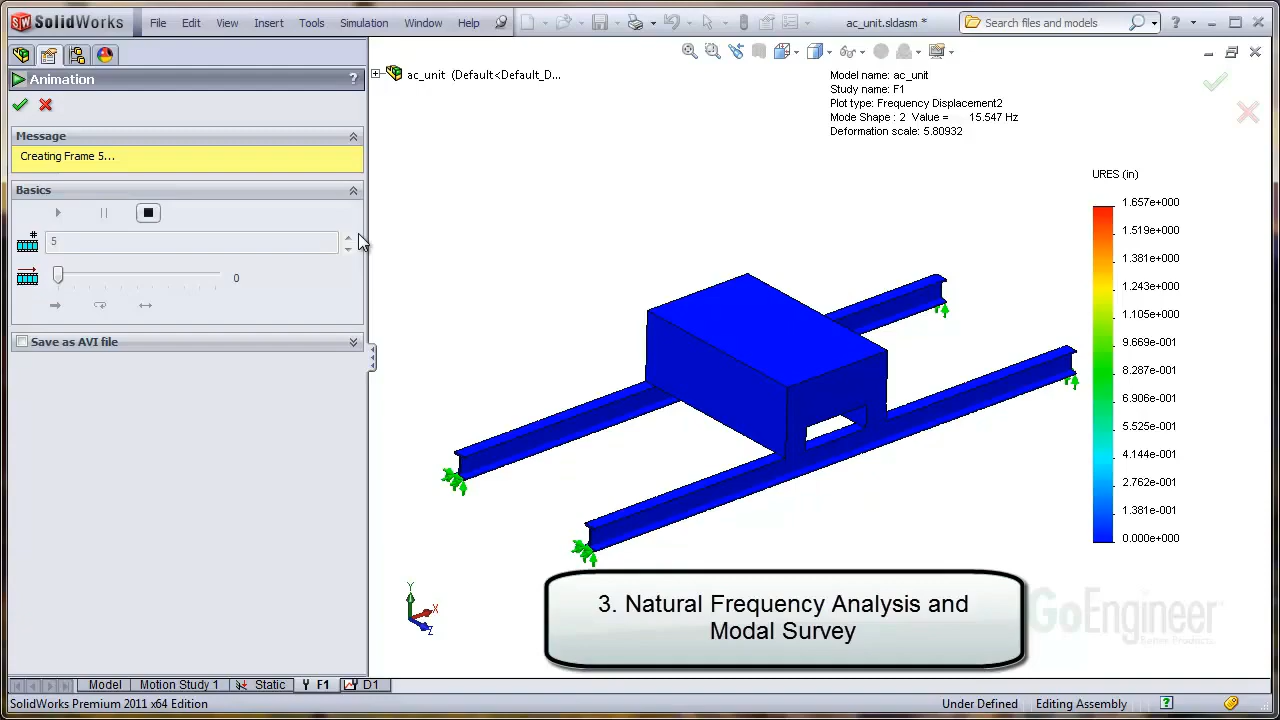 SolidWorks File Edit View Insert Tools Simulation Window Help ac_unit.sldasm * Search files and models ?
Animation ?
Message
Creating Frame 5...
Basics
5
0
Save as AVI file
ac_unit (Default<Default_D...
Model name: ac_unit
Study name: F1
Plot type: Frequency Displacement2
Mode Shape : 2 Value = 15.547 Hz
Deformation scale: 5.80932
URES (in)
1.657e+000
1.519e+000
1.381e+000
1.243e+000
1.105e+000
9.669e-001
8.287e-001
6.906e-001
5.525e-001
4.144e-001
2.762e-001
1.381e-001
0.000e+000
Y
X
Z
3. Natural Frequency Analysis and
Modal Survey
GoEngineer
Model Motion Study 1 Static F1 D1
SolidWorks Premium 2011 x64 Edition Under Defined Editing Assembly ?